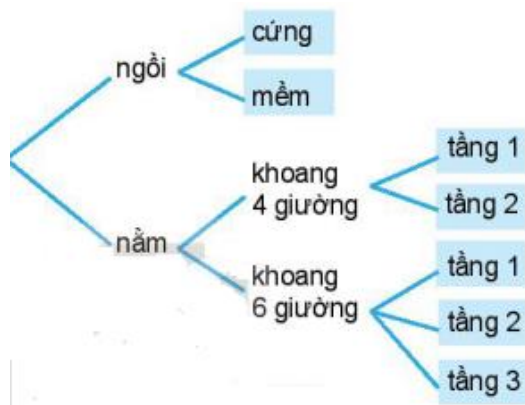 ngồi
cứng
mềm
nằm
khoang
4 giường
tầng 1
tầng 2
khoang
6 giường
tầng 1
tầng 2
tầng 3